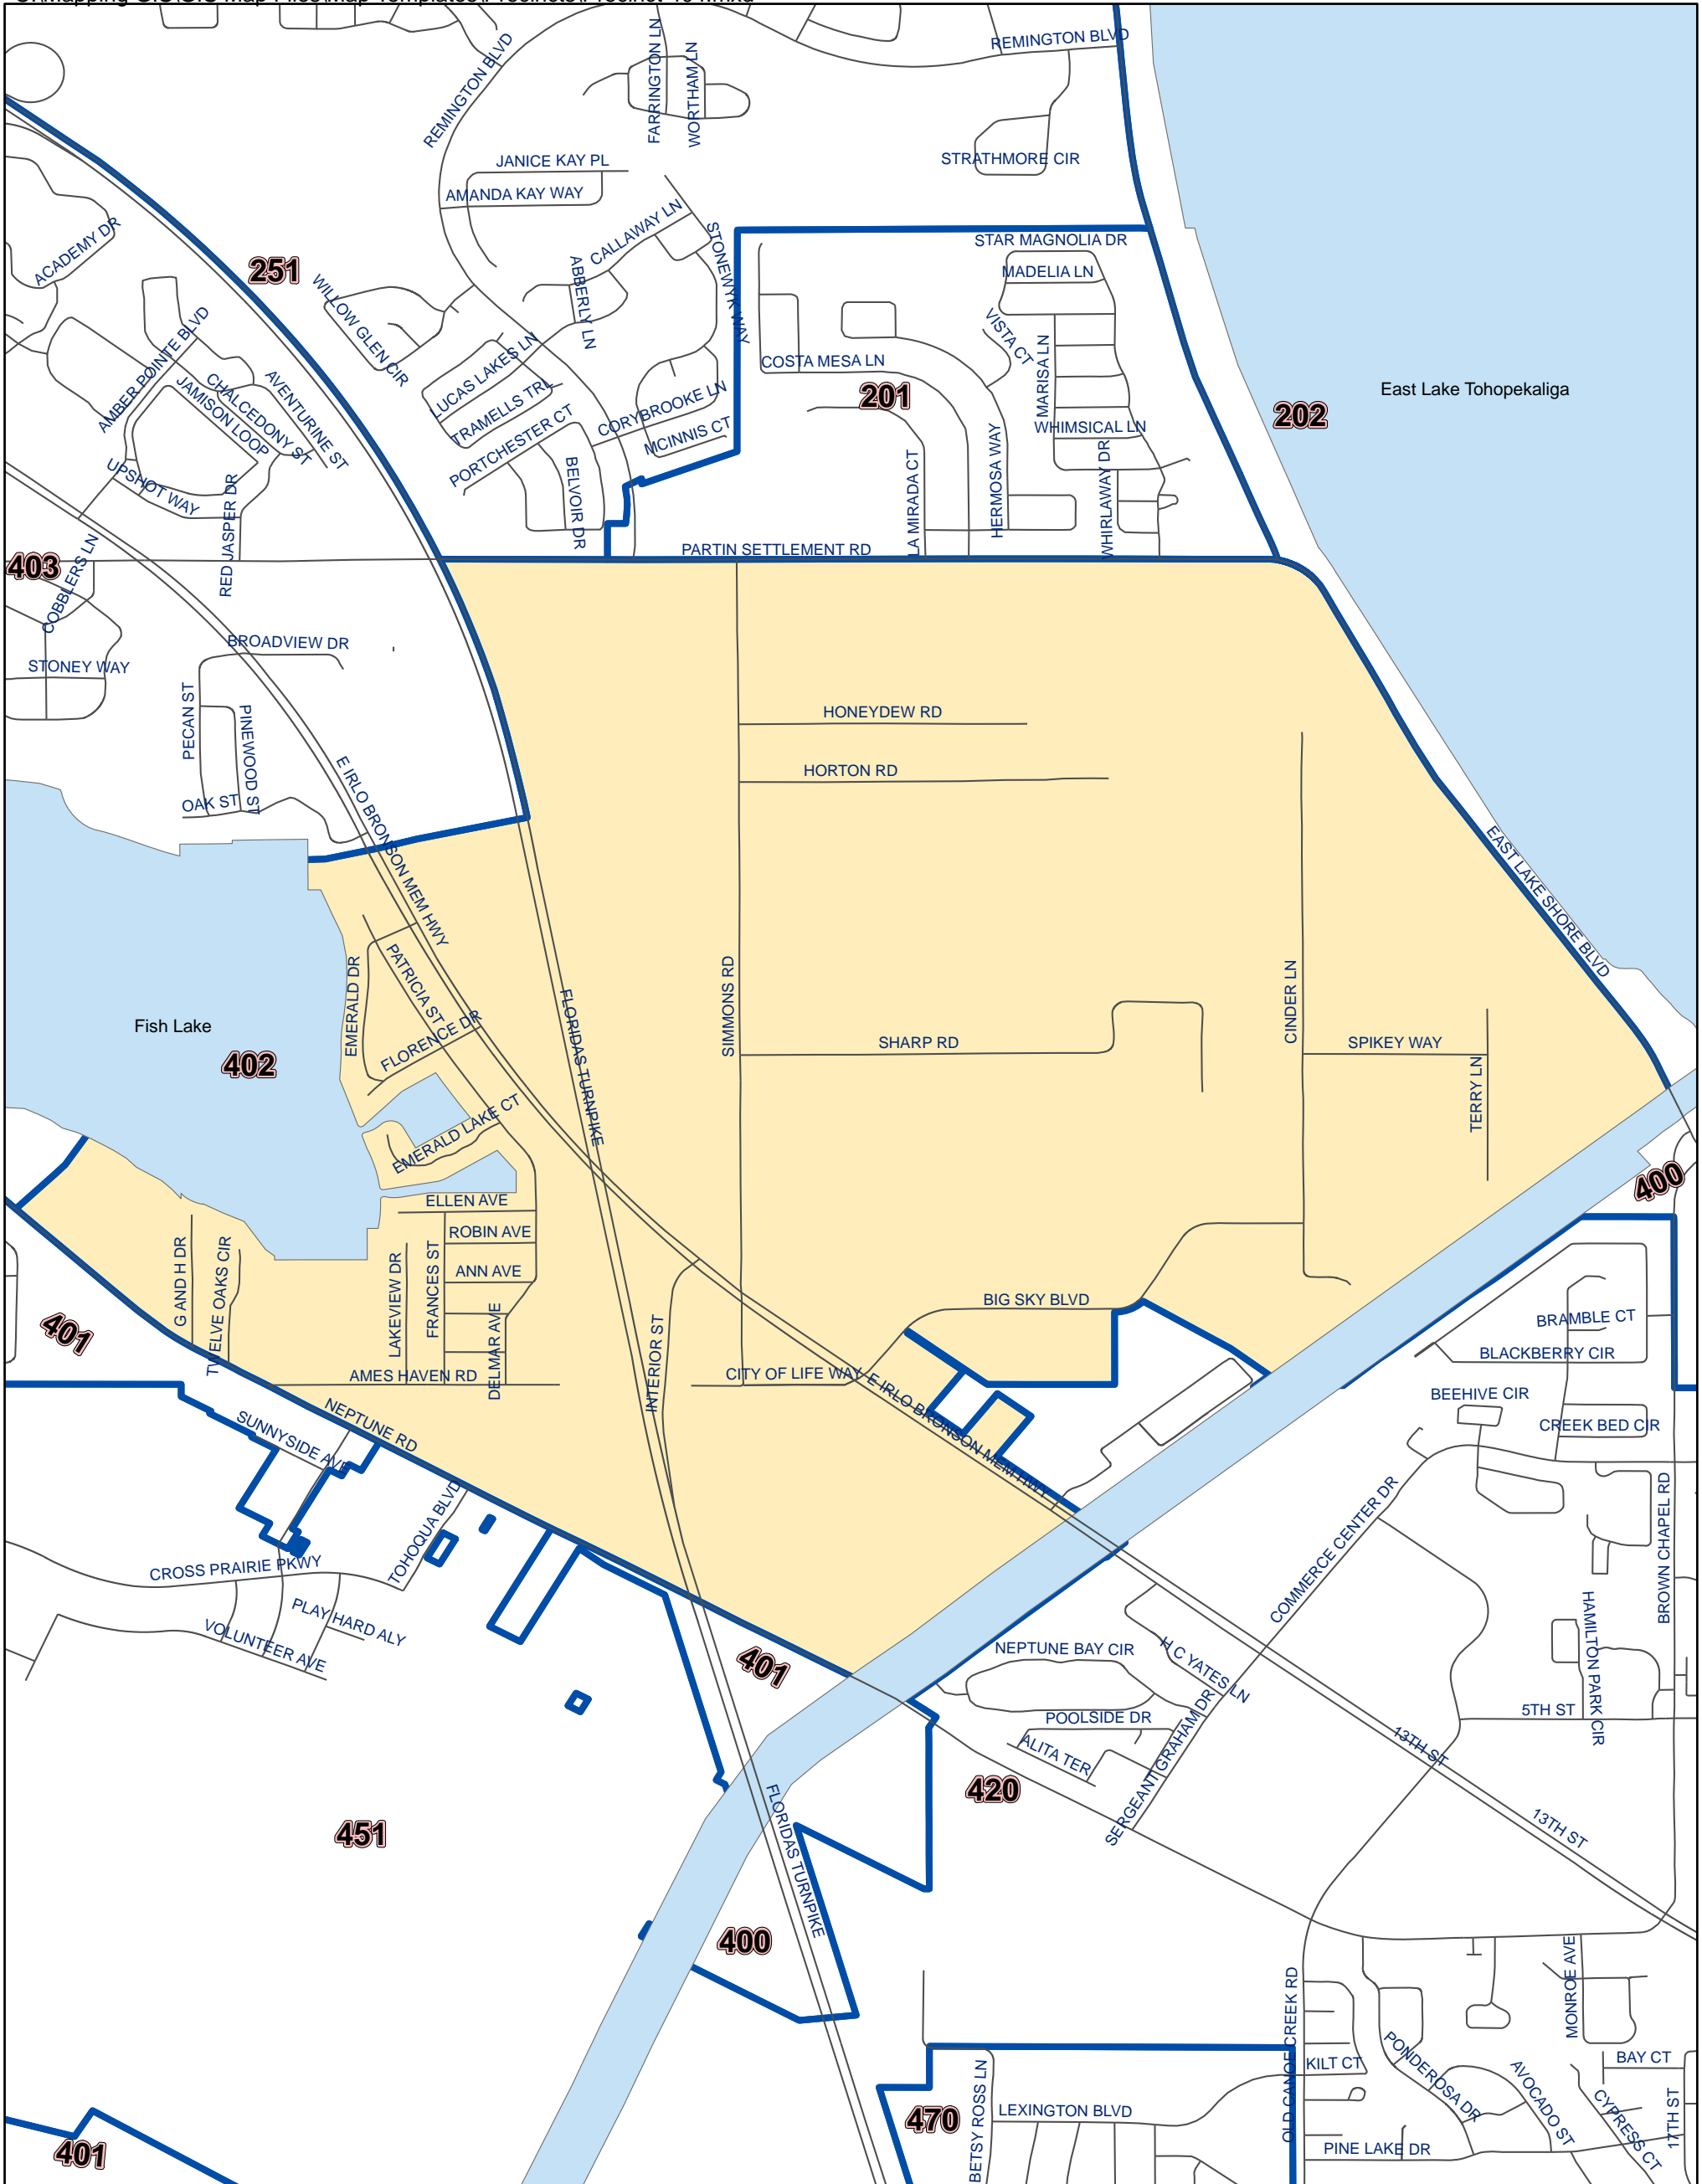 REMINGTON BLVD
FARRINGTON LN
WORTHAM LN
REMINGTON BLVD
JANICE KAY PL
AMANDA KAY WAY
STRATHMORE CIR
ACADEMY DR
251
CALLAWAY LN
STONEWYK WAY
STAR MAGNOLIA DR
MADELIA LN
WILLOW GLEN CIR
ABBERLY LN
VISTA CT
MARISA LN
AMBER POINTE BLVD
COSTA MESA LN
201
202
East Lake Tohopekaliga
LUCAS LAKES LN
TRAMELLS TRL
PORTCHESTER CT
CORYBROOKE LN
MCINNIS CT
AVENTURINE ST
CHALCEDONY ST
JAMISON LOOP
WHIMSICAL LN
UPSHOT WAY
RED JASPER DR
BELVOIR DR
LA MIRADA CT
HERMOSA WAY
WHIRLAWAY DR
PARTIN SETTLEMENT RD
403
COBBLERS LN
STONEY WAY
BROADVIEW DR
PECAN ST
PINEWOOD ST
OAK ST
E IRLO BRONSON MEM HWY
HONEYDEW RD
HORTON RD
EAST LAKE SHORE BLVD
EMERALD DR
PATRICIA ST
FLORENCE DR
FLORIDAS TURNPIKE
SIMMONS RD
CINDER LN
SHARP RD
SPIKEY WAY
TERRY LN
Fish Lake
402
EMERALD LAKE CT
ELLEN AVE
ROBIN AVE
ANN AVE
400
G AND H DR
TWELVE OAKS CIR
LAKEVIEW DR
FRANCES ST
DELMAR AVE
AMES HAVEN RD
INTERIOR ST
BIG SKY BLVD
CITY OF LIFE WAY
E IRLO BRONSON MEM HWY
401
BRAMBLE CT
BLACKBERRY CIR
BEEHIVE CIR
CREEK BED CIR
NEPTUNE RD
SUNNYSIDE AVE
TOHOQUA BLVD
CROSS PRAIRIE PKWY
PLAY HARD ALY
VOLUNTEER AVE
COMMERCE CENTER DR
BROWN CHAPEL RD
HAMILTON PARK CIR
401
NEPTUNE BAY CIR
H C YATES LN
POOLSIDE DR
ALITA TER
SERGEANT GRAHAM DR
5TH ST
13TH ST
420
13TH ST
451
FLORIDAS TURNPIKE
400
OLD CANOE CREEK RD
MONROE AVE
KILT CT
PONDEROSA DR
AVOCADO ST
BAY CT
CYPRESS CT
17TH ST
470
BETSY ROSS LN
LEXINGTON BLVD
PINE LAKE DR
401